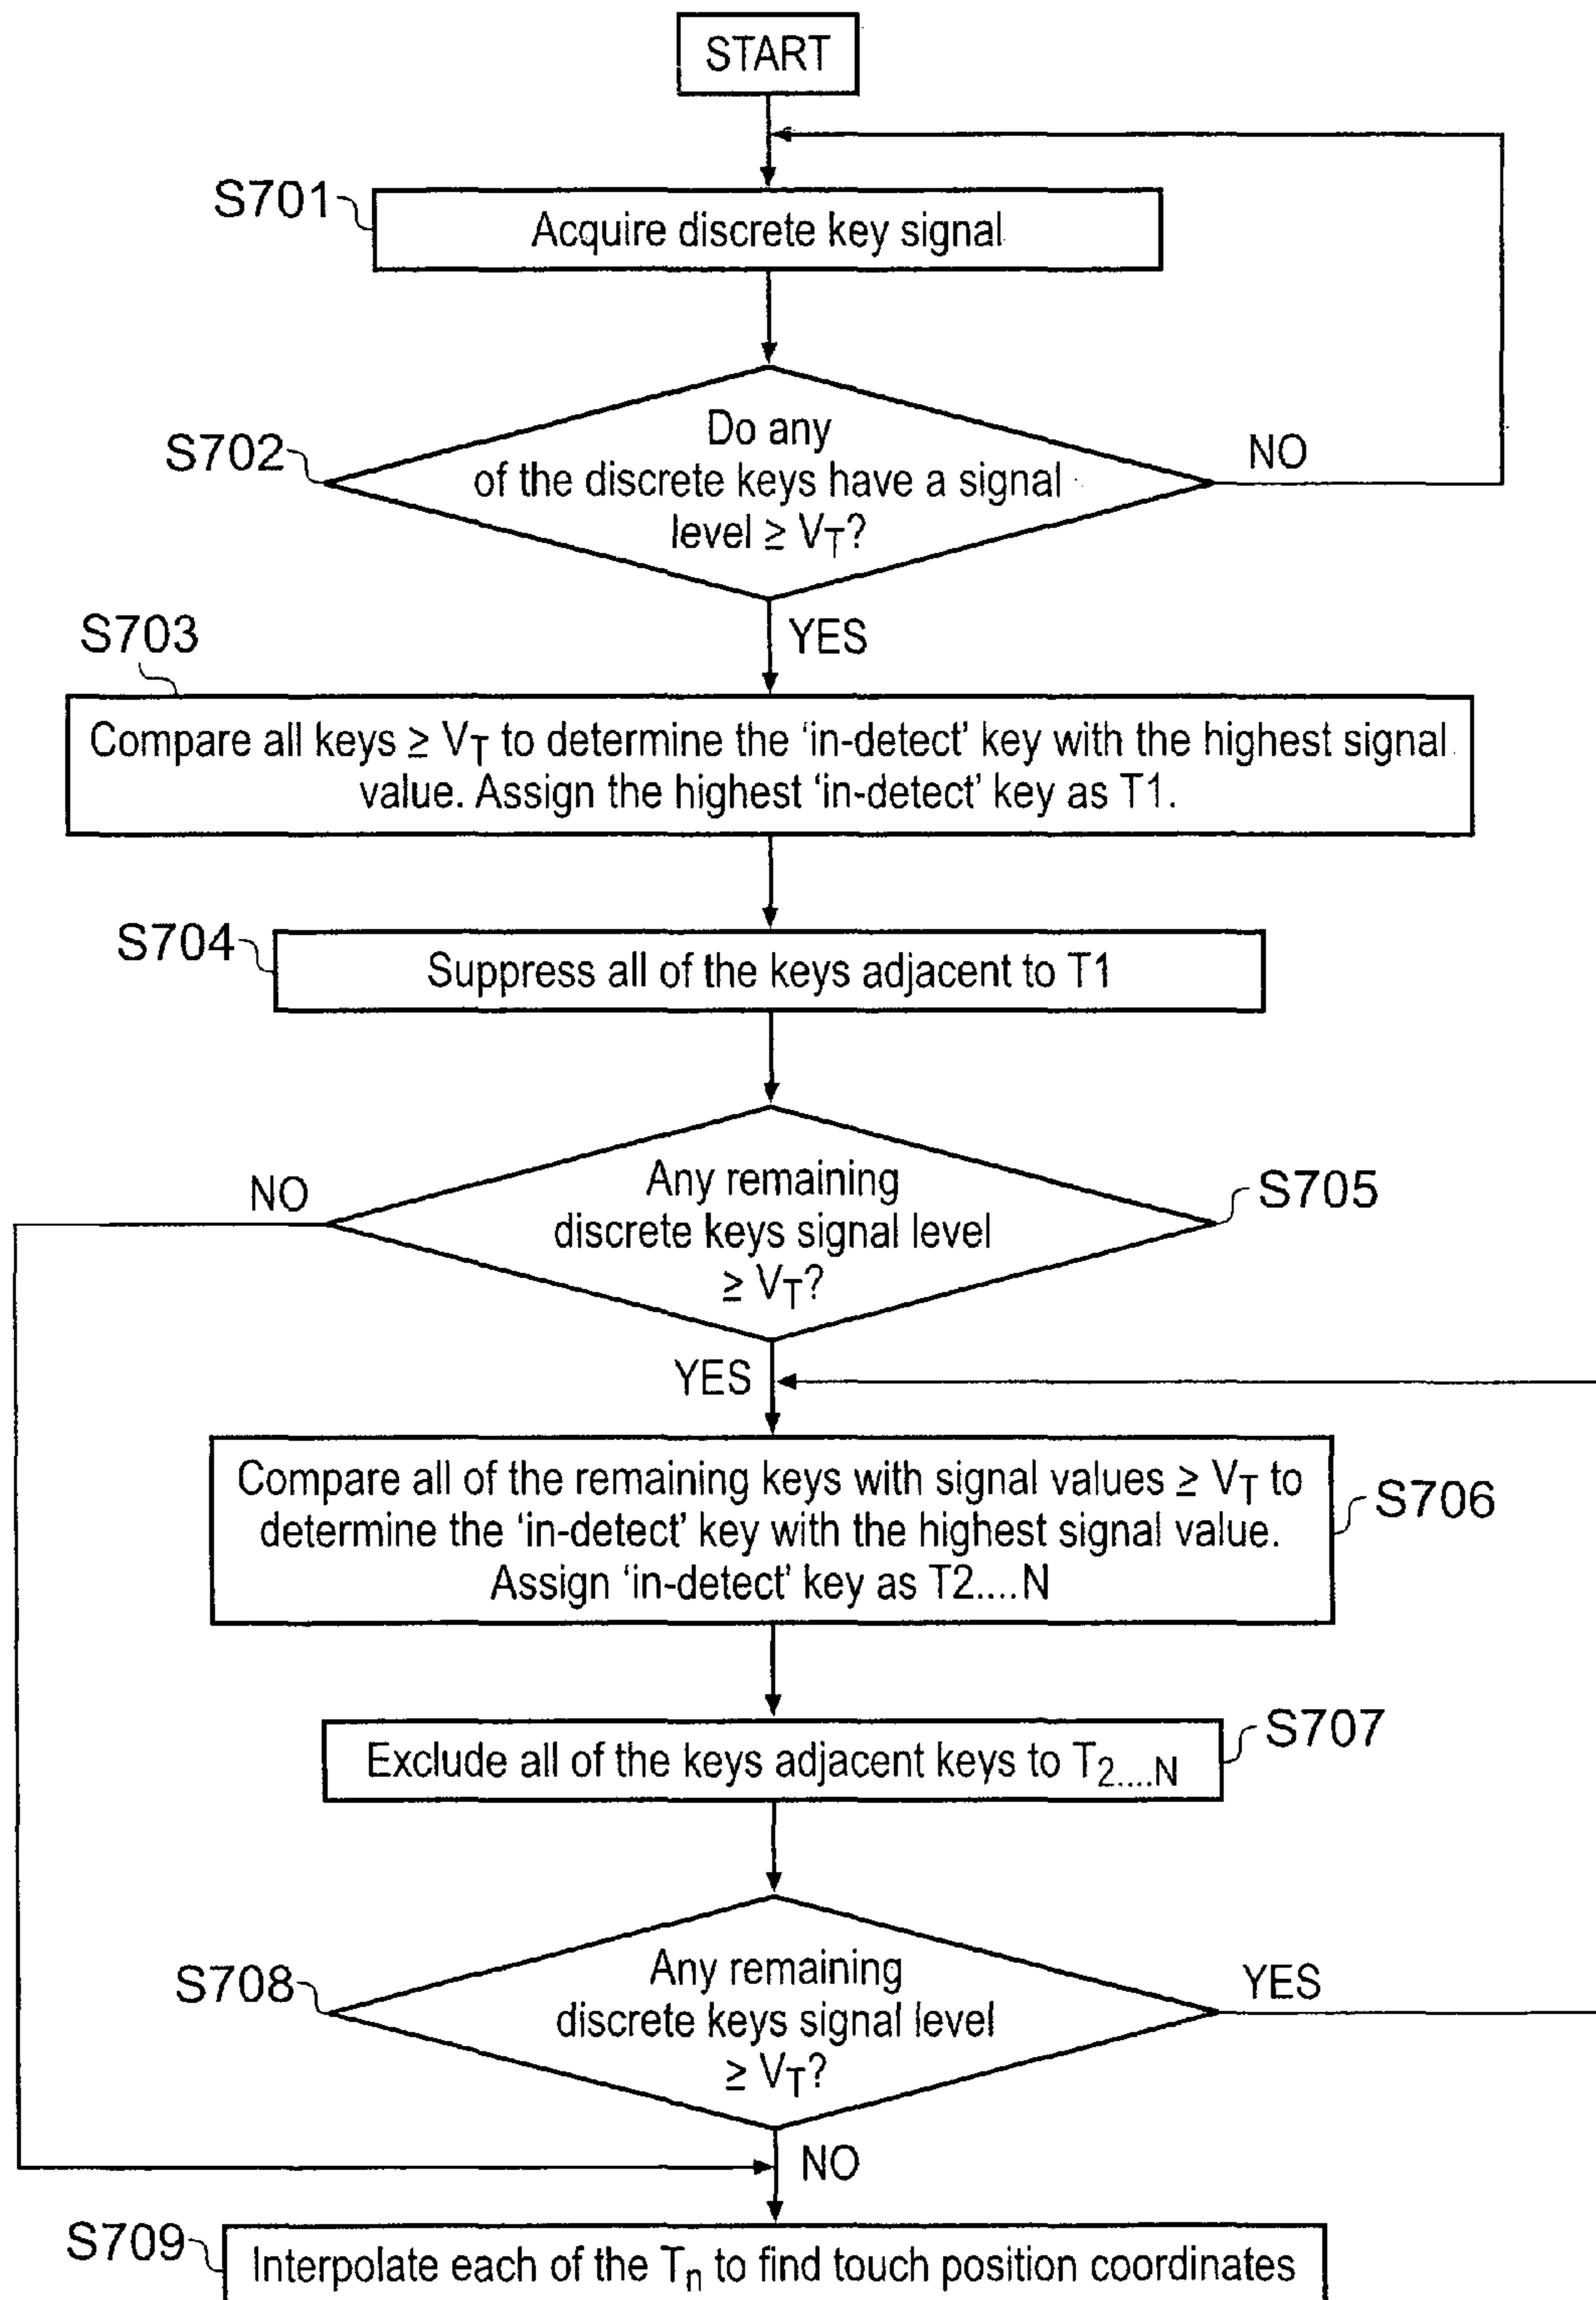 START
S701
Acquire discrete key signal
S702
Do any
of the discrete keys have a signal
level ≥ VT?
NO
YES
S703
Compare all keys ≥ VT to determine the ‘in-detect’ key with the highest signal
value. Assign the highest ‘in-detect’ key as T1.
S704
Suppress all of the keys adjacent to T1
Any remaining
discrete keys signal level
≥ VT?
S705
NO
YES
Compare all of the remaining keys with signal values ≥ VT to
determine the ‘in-detect’ key with the highest signal value.
Assign ‘in-detect’ key as T2....N
S706
Exclude all of the keys adjacent keys to T2....N
S707
S708
Any remaining
discrete keys signal level
≥ VT?
YES
NO
S709
Interpolate each of the Tn to find touch position coordinates